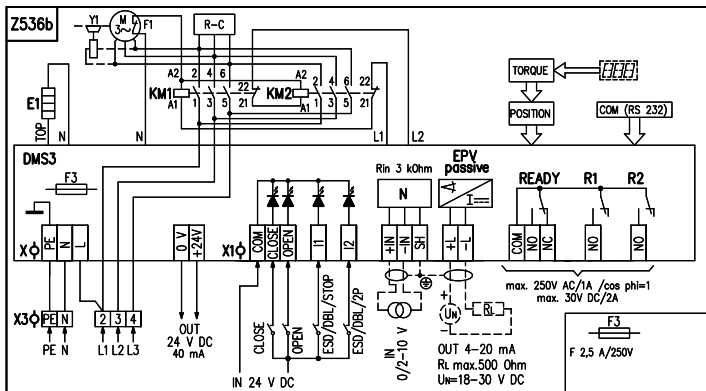 Z536b
Y1
M
3~
F1
R-C
A2
2 4 6
22
A2
2
4
6
22
KM1
KM2
A1
1 3 5
21
A1
1 3 5
21
E1
TOP
N
N
L1
L2
TORQUE
POSITION
COM (RS 232)
DMS3
F3
X
PE
N
L
0 V
+24V
X1
COM
CLOSE
OPEN
I1
I2
Rin 3 kOhm
N
+IN
-IN
SH
EPV
passive
I
+L
-L
READY
R1
R2
COM
NO
NC
NO
NO
max. 250V AC/1A /cos phi=1
max. 30V DC/2A
X3
PE
N
2
3
4
PE N
L1 L2 L3
OUT
24 V DC
40 mA
IN 24 V DC
CLOSE
OPEN
ESD/DBL/STOP
ESD/DBL/2P
IN
0/2-10 V
+
UN
-
RL
OUT 4-20 mA
RL max.500 Ohm
UN=18-30 V DC
F3
F 2,5 A/250V